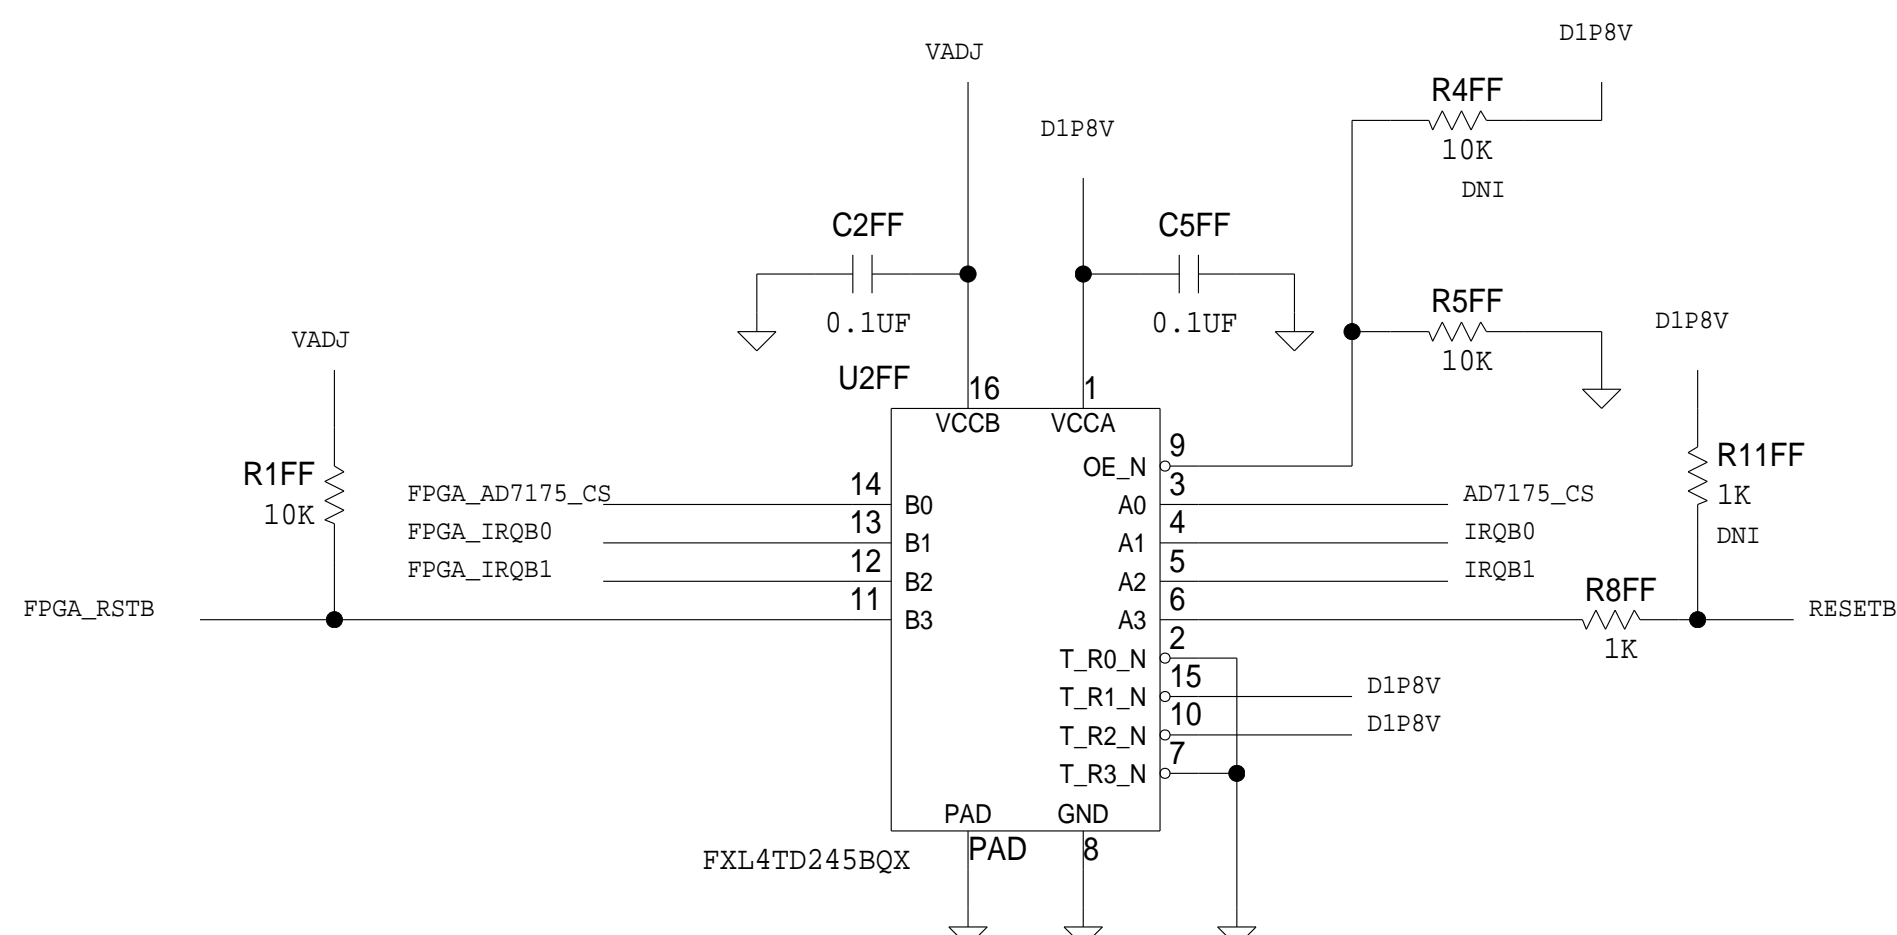 D1P8V
VADJ
R4FF
D1P8V
10K
DNI
C2FF
C5FF
R5FF
0.1UF
0.1UF
D1P8V
VADJ
10K
U2FF
16
1
VCCB
VCCA
9
OE_N
R1FF
10K
R11FF
1K
DNI
FPGA_AD7175_CS
14
B0
3
A0
AD7175_CS
FPGA_IRQB0
13
B1
4
A1
IRQB0
FPGA_IRQB1
12
B2
5
A2
IRQB1
FPGA_RSTB
11
B3
6
A3
R8FF
1K
RESETB
2
T_R0_N
15
T_R1_N
D1P8V
10
T_R2_N
D1P8V
7
T_R3_N
PAD
GND
PAD
8
FXL4TD245BQX